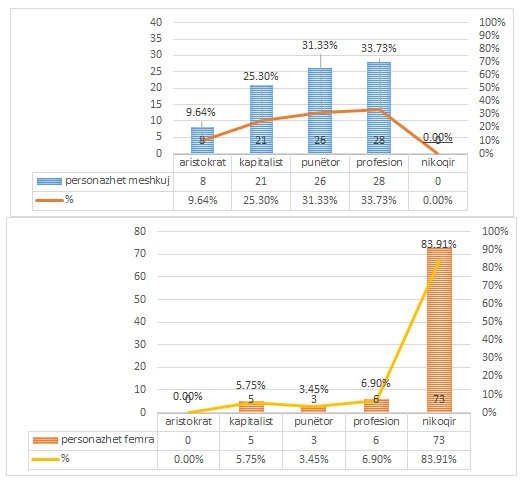 40 100%
35 90%
30 80%
25 70%
20 60%
15 50%
10 40%
5 30%
0 20%
10%
0%
9.64% 25.30% 31.33% 33.73% 0.00%
8 21 26 28 0
aristokrat kapitalist punëtor profesion nikoqir
personazhet meshkuj 8 21 26 28 0
% 9.64% 25.30% 31.33% 33.73% 0.00%
80 100%
70 90%
60 80%
50 70%
40 60%
30 50%
20 40%
10 30%
0 20%
10%
0%
0.00% 5.75% 3.45% 6.90% 83.91%
0 5 3 6 73
aristokrat kapitalist punëtor profesion nikoqir
personazhet femra 0 5 3 6 73
% 0.00% 5.75% 3.45% 6.90% 83.91%